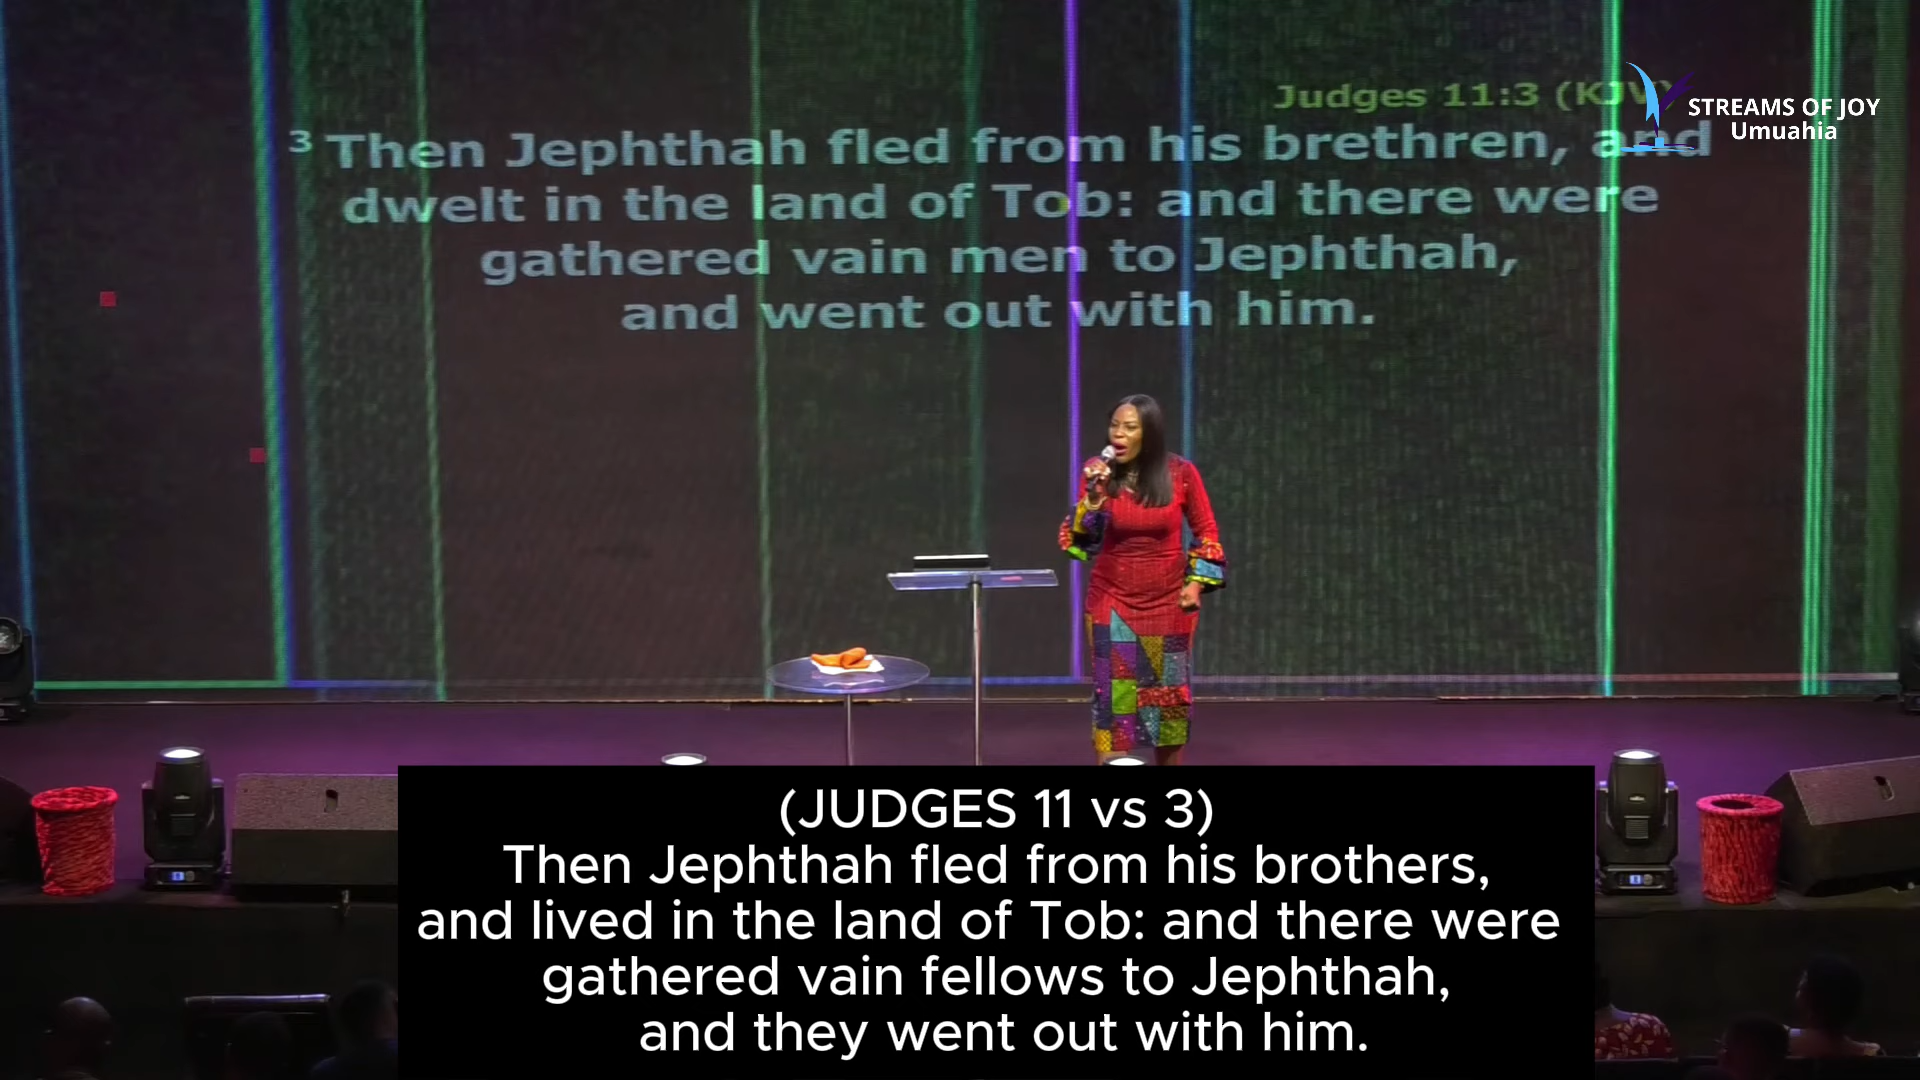 Judges 11:3 (KJV)
STREAMS OF JOY
Umuahia
3 Then Jephthah fled from his brethren, and
dwelt in the land of Tob: and there were
gathered vain men to Jephthah,
and went out with him.
(JUDGES 11 vs 3)
Then Jephthah fled from his brothers,
and lived in the land of Tob: and there were
gathered vain fellows to Jephthah,
and they went out with him.